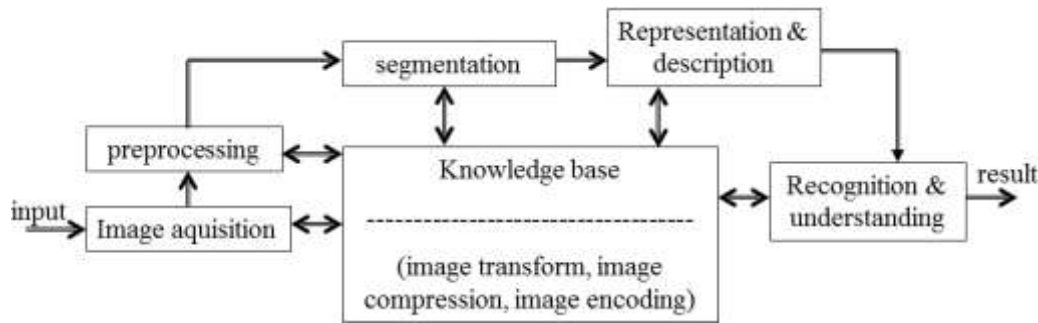 Representation &
description
segmentation
preprocessing
Knowledge base
Recognition &
understanding
result
input
Image aquisition
(image transform, image
compression, image encoding)